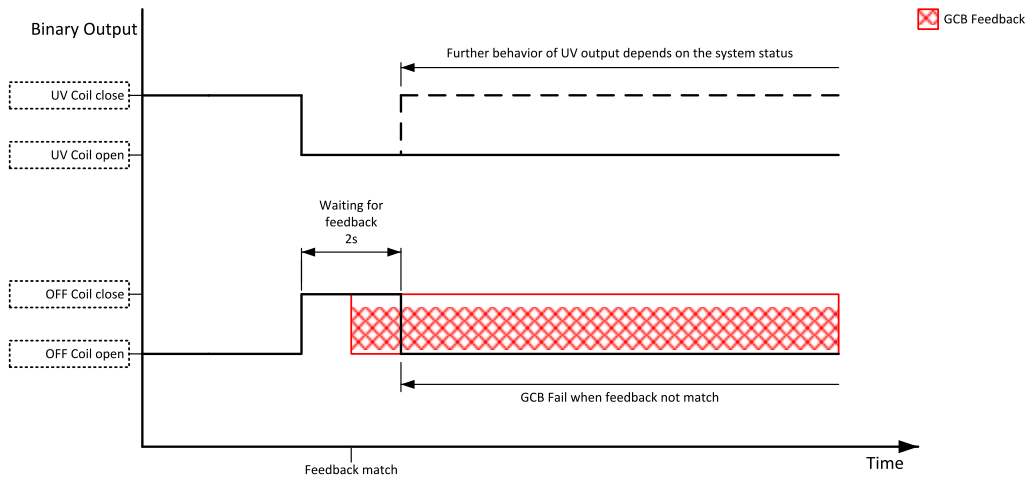 Binary Output
GCB Feedback
Further behavior of UV output depends on the system status
UV Coil close
UV Coil open
Waiting for
feedback
2s
OFF Coil close
OFF Coil open
GCB Fail when feedback not match
Time
Feedback match